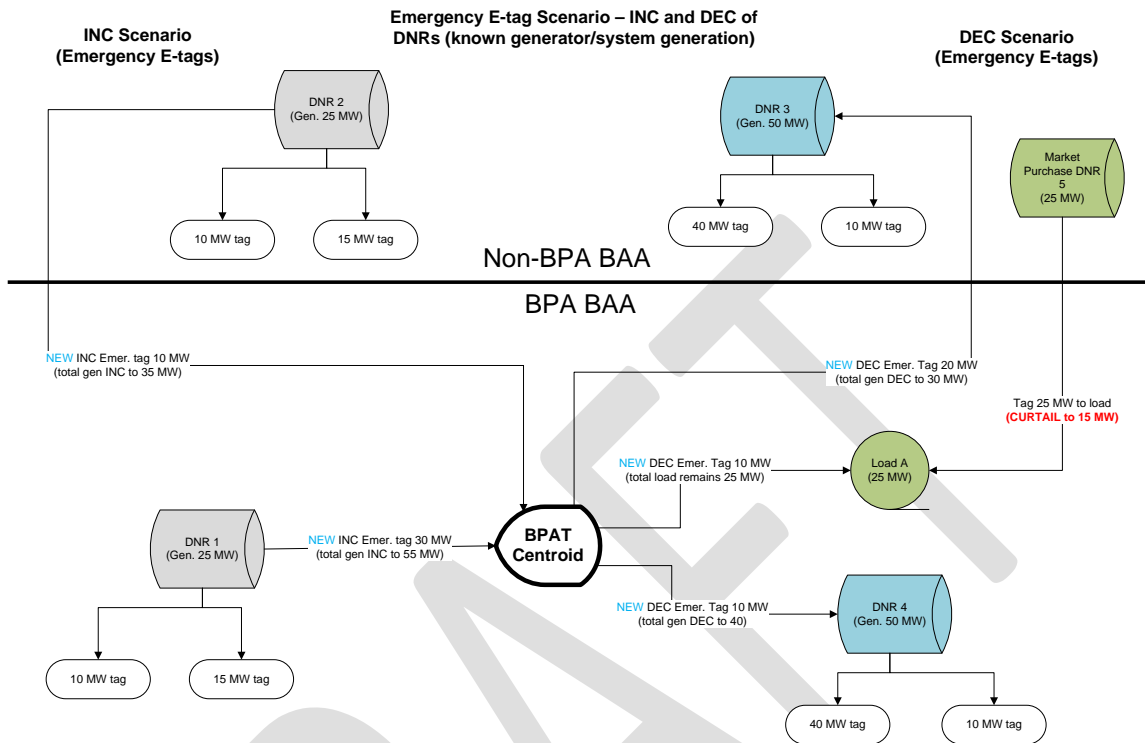 Emergency E-tag Scenario – INC and DEC of
DNRs (known generator/system generation)
INC Scenario
(Emergency E-tags)
DEC Scenario
(Emergency E-tags)
DNR 2
(Gen. 25 MW)
10 MW tag
15 MW tag
DNR 3
(Gen. 50 MW)
40 MW tag
10 MW tag
Market
Purchase DNR
5
(25 MW)
Non-BPA BAA
BPA BAA
NEW INC Emer. tag 10 MW
(total gen INC to 35 MW)
NEW DEC Emer. Tag 20 MW
(total gen DEC to 30 MW)
Tag 25 MW to load
(CURTAIL to 15 MW)
NEW DEC Emer. Tag 10 MW
(total load remains 25 MW)
Load A
(25 MW)
DNR 1
(Gen. 25 MW)
NEW INC Emer. tag 30 MW
(total gen INC to 55 MW)
BPAT
Centroid
NEW DEC Emer. Tag 10 MW
(total gen DEC to 40)
DNR 4
(Gen. 50 MW)
10 MW tag
15 MW tag
40 MW tag
10 MW tag